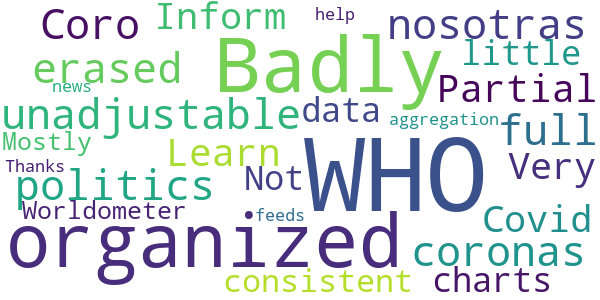 Coro Inform help nosotras
erased Badly little
news Partial
unadjustable data aggregation full
Mostly Learn WHO
Thanks Not Very
politics
Worldometer feeds Covid
organized coronas
consistent charts